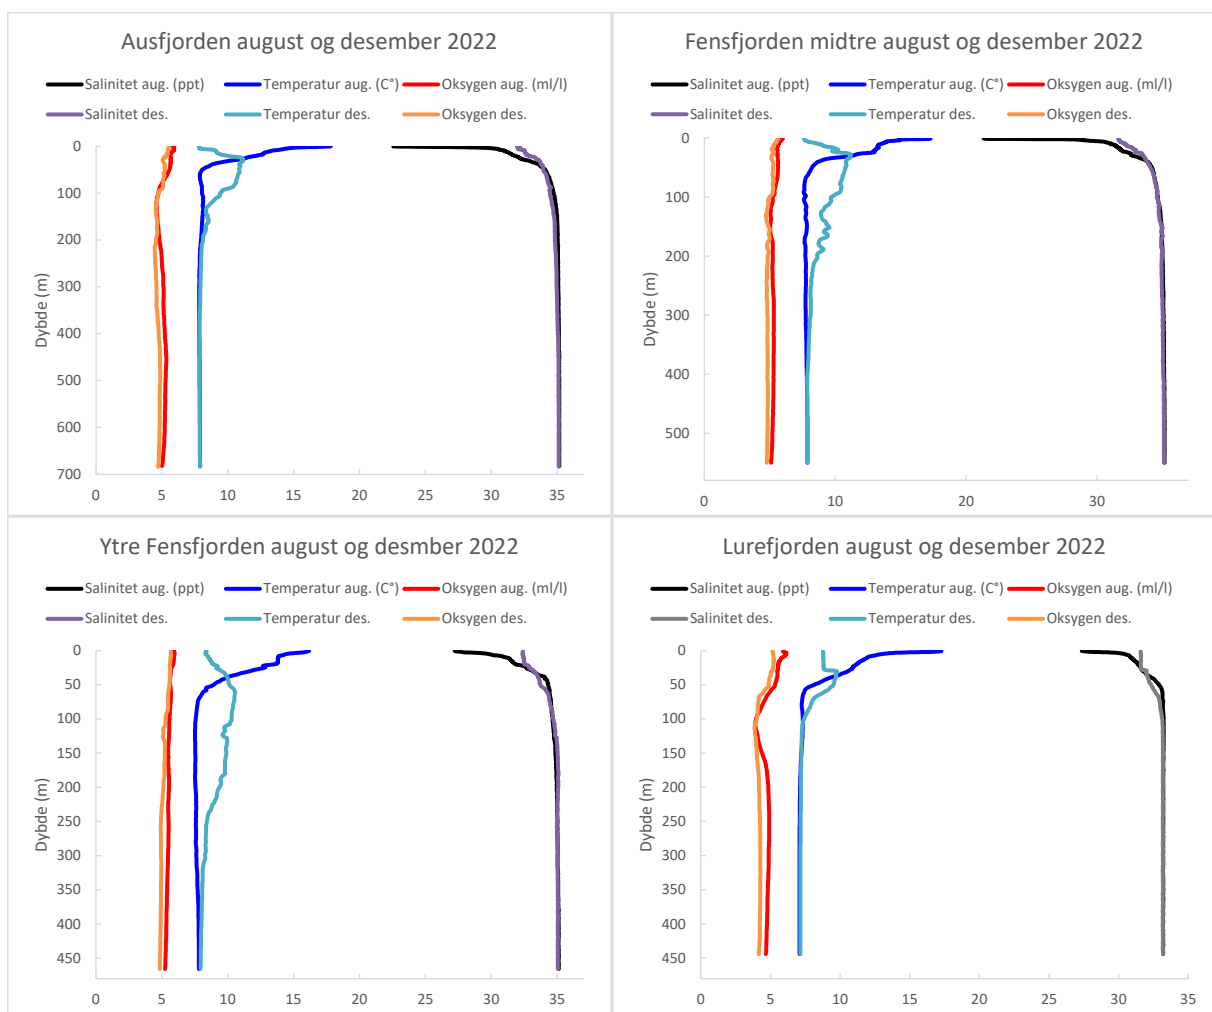 Ausfjorden august og desember 2022
Salinitet aug. (ppt) Temperatur aug. (C°) Oksygen aug. (ml/l)
Salinitet des. Temperatur des. Oksygen des.
Dybde (m)
0
100
200
300
400
500
600
700
0 5 10 15 20 25 30 35
Fensfjorden midtre august og desember 2022
Salinitet aug. (ppt) Temperatur aug. (C°) Oksygen aug. (ml/l)
Salinitet des. Temperatur des. Oksygen des.
Dybde (m)
0
100
200
300
400
500
0 10 20 30
Ytre Fensfjorden august og desmber 2022
Salinitet aug. (ppt) Temperatur aug. (C°) Oksygen aug. (ml/l)
Salinitet des. Temperatur des. Oksygen des.
Dybde (m)
0
50
100
150
200
250
300
350
400
450
0 5 10 15 20 25 30 35
Lurefjorden august og desember 2022
Salinitet aug. (ppt) Temperatur aug. (C°) Oksygen aug. (ml/l)
Salinitet des. Temperatur des. Oksygen des.
Dybde (m)
0
50
100
150
200
250
300
350
400
450
0 5 10 15 20 25 30 35